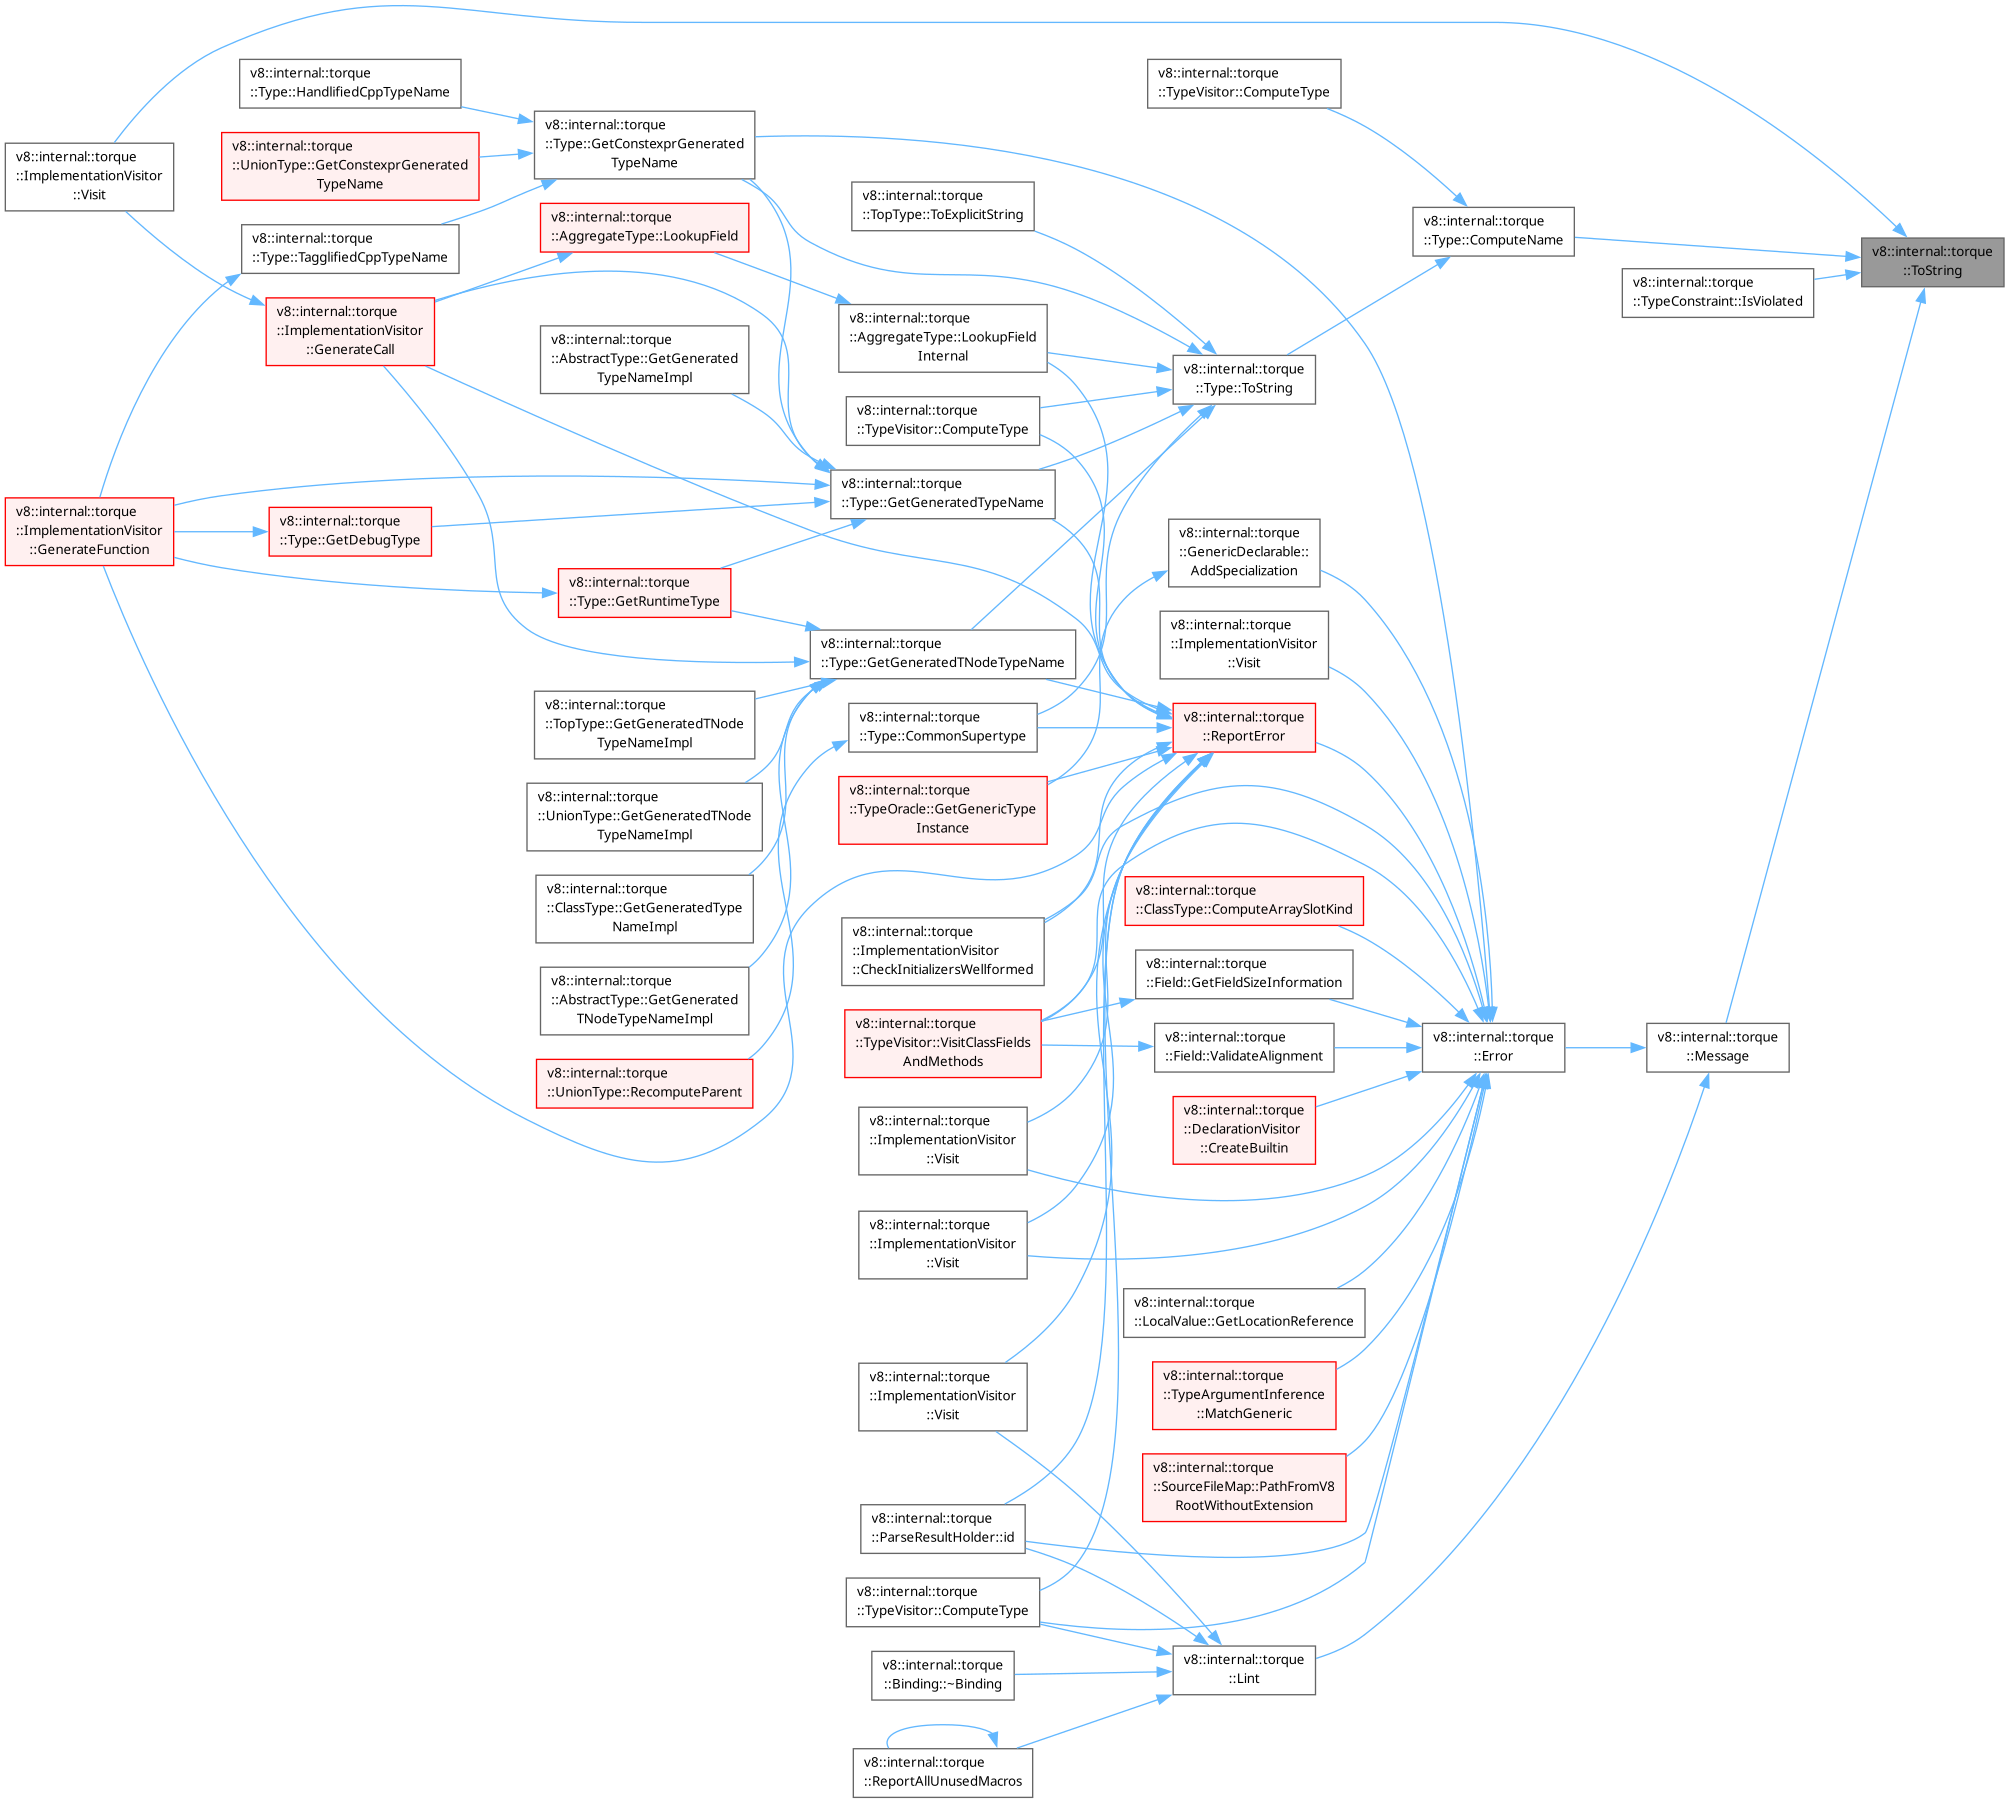 v8::internal::torque
::Type::HandlifiedCppTypeName
v8::internal::torque
::TypeVisitor::ComputeType
v8::internal::torque
::Type::GetConstexprGenerated
TypeName
v8::internal::torque
::UnionType::GetConstexprGenerated
TypeName
v8::internal::torque
::ImplementationVisitor
::Visit
v8::internal::torque
::TopType::ToExplicitString
v8::internal::torque
::AggregateType::LookupField
v8::internal::torque
::Type::ComputeName
v8::internal::torque
::Type::TagglifiedCppTypeName
v8::internal::torque
::ToString
v8::internal::torque
::TypeConstraint::IsViolated
v8::internal::torque
::ImplementationVisitor
::GenerateCall
v8::internal::torque
::AggregateType::LookupField
Internal
v8::internal::torque
::AbstractType::GetGenerated
TypeNameImpl
v8::internal::torque
::Type::ToString
v8::internal::torque
::TypeVisitor::ComputeType
v8::internal::torque
::Type::GetGeneratedTypeName
v8::internal::torque
::ImplementationVisitor
::GenerateFunction
v8::internal::torque
::Type::GetDebugType
v8::internal::torque
::GenericDeclarable::
AddSpecialization
v8::internal::torque
::Type::GetRuntimeType
v8::internal::torque
::ImplementationVisitor
::Visit
v8::internal::torque
::Type::GetGeneratedTNodeTypeName
v8::internal::torque
::TopType::GetGeneratedTNode
TypeNameImpl
v8::internal::torque
::Type::CommonSupertype
v8::internal::torque
::ReportError
v8::internal::torque
::TypeOracle::GetGenericType
Instance
v8::internal::torque
::UnionType::GetGeneratedTNode
TypeNameImpl
v8::internal::torque
::ClassType::ComputeArraySlotKind
v8::internal::torque
::ClassType::GetGeneratedType
NameImpl
v8::internal::torque
::ImplementationVisitor
::CheckInitializersWellformed
v8::internal::torque
::Field::GetFieldSizeInformation
v8::internal::torque
::AbstractType::GetGenerated
TNodeTypeNameImpl
v8::internal::torque
::TypeVisitor::VisitClassFields
AndMethods
v8::internal::torque
::Field::ValidateAlignment
v8::internal::torque
::Error
v8::internal::torque
::Message
v8::internal::torque
::UnionType::RecomputeParent
v8::internal::torque
::ImplementationVisitor
::Visit
v8::internal::torque
::DeclarationVisitor
::CreateBuiltin
v8::internal::torque
::ImplementationVisitor
::Visit
v8::internal::torque
::LocalValue::GetLocationReference
v8::internal::torque
::ImplementationVisitor
::Visit
v8::internal::torque
::TypeArgumentInference
::MatchGeneric
v8::internal::torque
::SourceFileMap::PathFromV8
RootWithoutExtension
v8::internal::torque
::ParseResultHolder::id
v8::internal::torque
::TypeVisitor::ComputeType
v8::internal::torque
::Binding::~Binding
v8::internal::torque
::Lint
v8::internal::torque
::ReportAllUnusedMacros